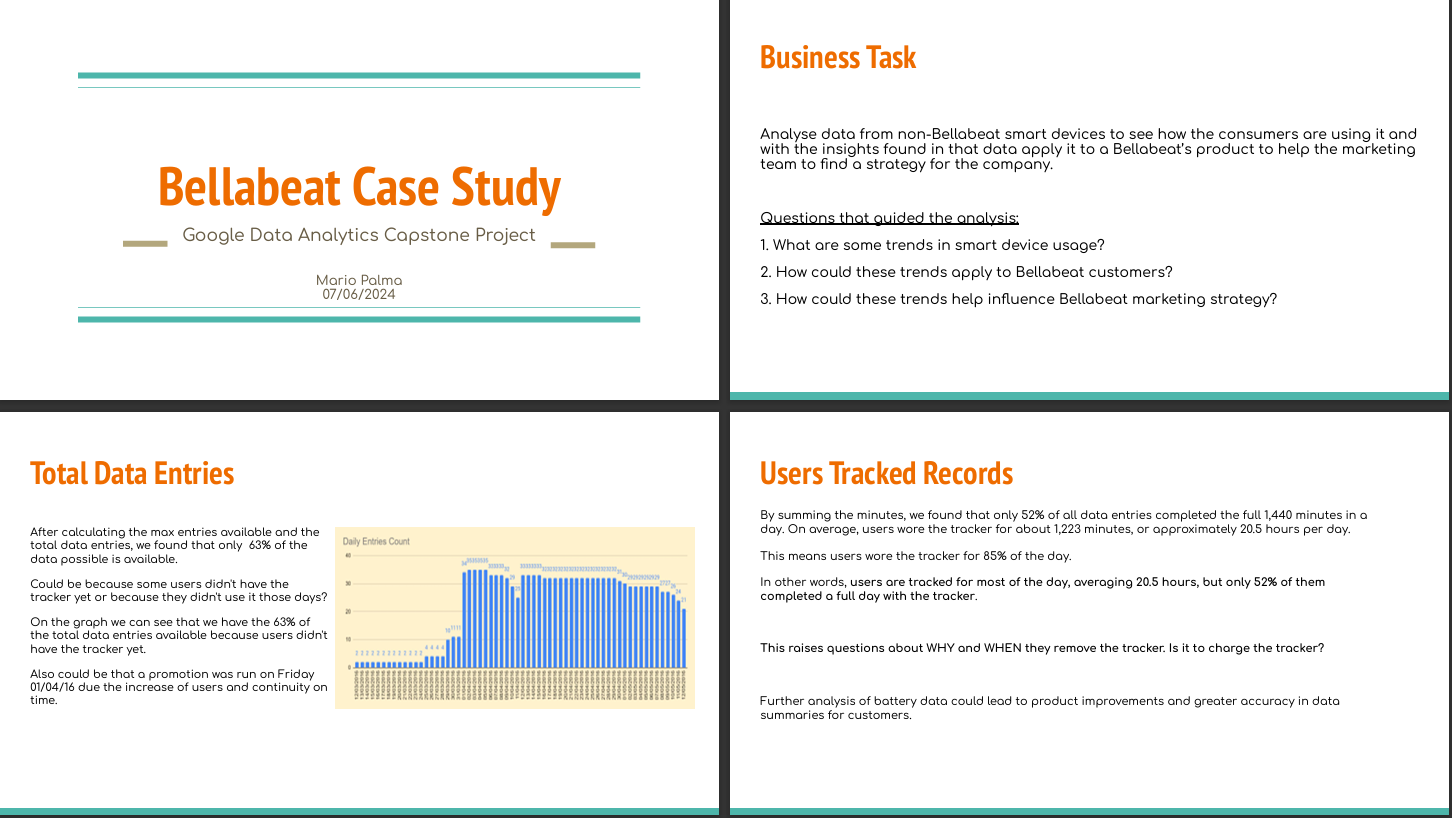 Bellabeat Case Study
Google Data Analytics Capstone Project
Mario Palma
07/06/2024
Business Task
Analyse data from non-Bellabeat smart devices to see how the consumers are using it and
with the insights found in that data apply it to a Bellabeat's product to help the marketing
team to find a strategy for the company.
Questions that guided the analysis:
1. What are some trends in smart device usage?
2. How could these trends apply to Bellabeat customers?
3. How could these trends help influence Bellabeat marketing strategy?
Total Data Entries
After calculating the max entries available and the
total data entries, we found that only 63% of the
data possible is available.
Could be because some users didn't have the
tracker yet or because they didn't use it those days?
On the graph we can see that we have the 63% of
the total data entries available because users didn't
have the tracker yet.
Also could be that a promotion was run on Friday
01/04/16 due the increase of users and continuity on
time.
Daily Entries Count
40
30
20
10
0
Users Tracked Records
By summing the minutes, we found that only 52% of all data entries completed the full 1,440 minutes in a
day. On average, users wore the tracker for about 1,223 minutes, or approximately 20.5 hours per day.
This means users wore the tracker for 85% of the day.
In other words, users are tracked for most of the day, averaging 20.5 hours, but only 52% of them
completed a full day with the tracker.
This raises questions about WHY and WHEN they remove the tracker. Is it to charge the tracker?
Further analysis of battery data could lead to product improvements and greater accuracy in data
summaries for customers.